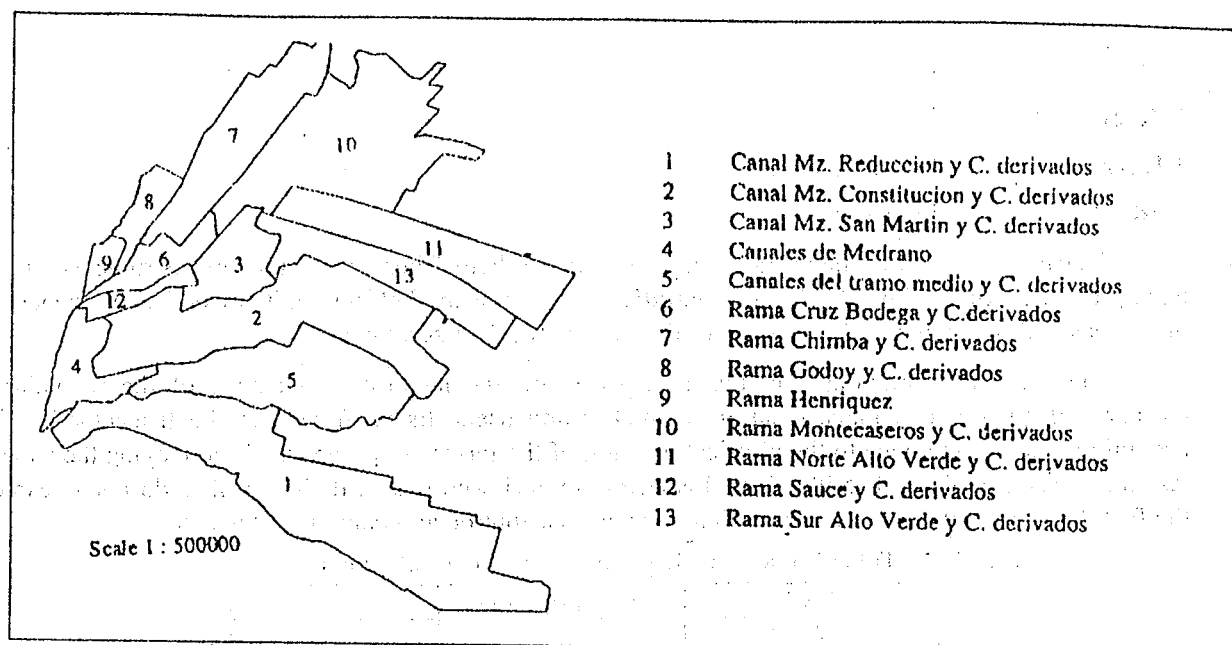 7
10
8
9
6
3
11
13
12
2
4
5
1
Scale 1 : 500000
1 Canal Mz. Reduccion y C. derivados
2 Canal Mz. Constitucion y C. derivados
3 Canal Mz. San Martin y C. derivados
4 Canales de Medrano
5 Canales del tramo medio y C. derivados
6 Rama Cruz Bodega y C.derivados
7 Rama Chimba y C. derivados
8 Rama Godoy y C. derivados
9 Rama Henriquez
10 Rama Montecaseros y C. derivados
11 Rama Norte Alto Verde y C. derivados
12 Rama Sauce y C. derivados
13 Rama Sur Alto Verde y C. derivados